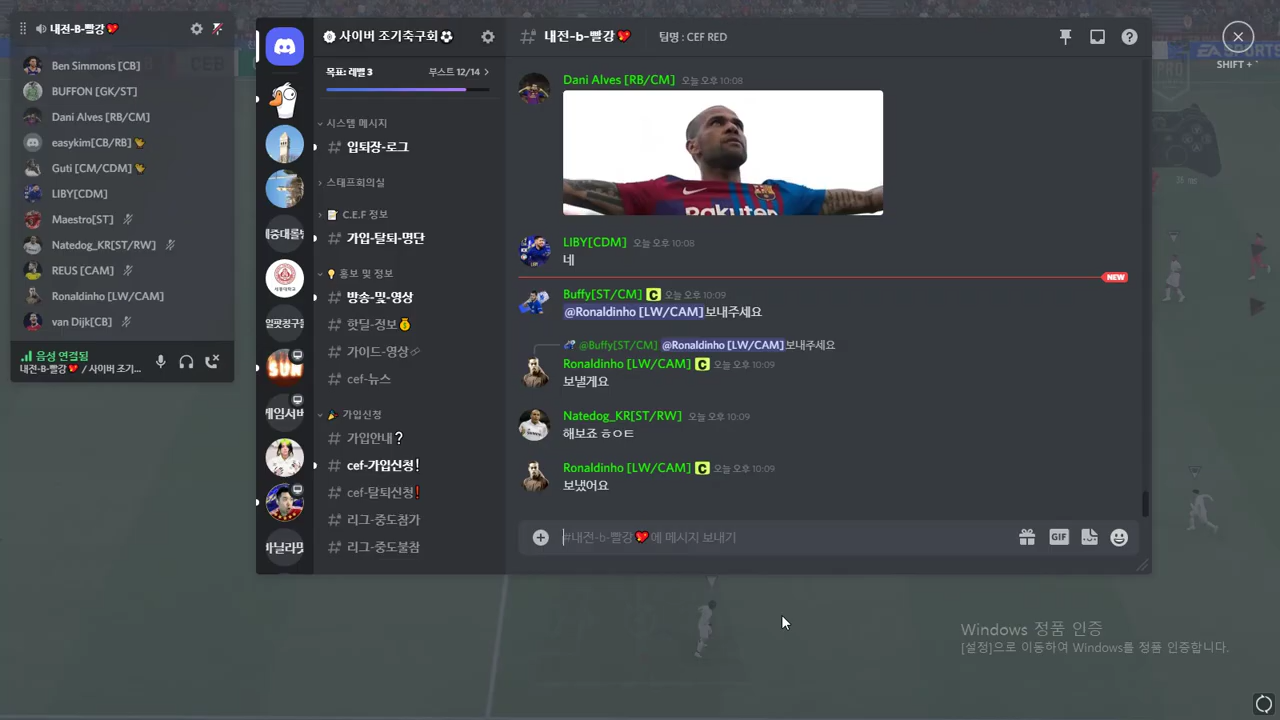 내전-B-빨강
Ben Simmons [CB]
BUFFON [GK/ST]
Dani Alves [RB/CM]
easykim[CB/RB]
Guti [CM/CDM]
LIBY[CDM]
Maestro[ST]
Natedog_KR[ST/RW]
REUS [CAM]
Ronaldinho [LW/CAM]
van Dijk[CB]
음성 연결됨
내전-B-빨강 / 사이버 조기...
사이버 조기축구회
목표: 레벨 3
부스트 12/14
시스템 메시지
# 입퇴장-로그
스태프회의실
C.E.F 정보
# 가입-탈퇴-명단
홍보 및 정보
# 방송-및-영상
# 핫딜-정보
# 가이드-영상
# cef-뉴스
가입신청
# 가입안내?
# cef-가입신청!
# cef-탈퇴신청!
# 리그-중도참가
# 리그-중도불참
# 내전-b-빨강
팀명 : CEF RED
Dani Alves [RB/CM] 오늘 오후 10:08
Rakuten
LIBY[CDM] 오늘 오후 10:08
네
NEW
Buffy[ST/CM] C 오늘 오후 10:09
@Ronaldinho [LW/CAM]보내주세요
@Buffy[ST/CM] @Ronaldinho [LW/CAM]보내주세요
Ronaldinho [LW/CAM] C 오늘 오후 10:09
보낼게요
Natedog_KR[ST/RW] 오늘 오후 10:09
해보죠 ㅎㅇㅌ
Ronaldinho [LW/CAM] C 오늘 오후 10:09
보냈어요
#내전-b-빨강에 메시지 보내기
GIF
EA SPORTS
SHIFT + `
PRO
Windows 정품 인증
[설정]으로 이동하여 Windows를 정품 인증합니다.